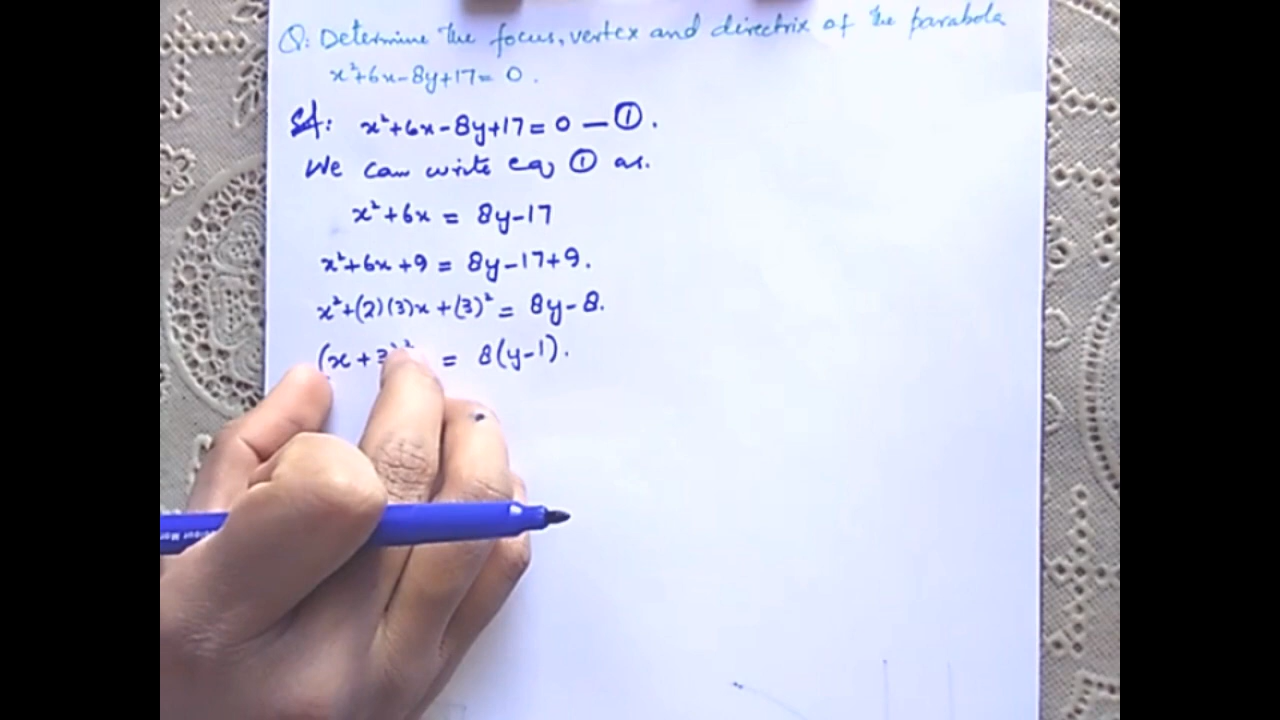 Q: Determine the focus, vertex and directrix of the parabola
x²+6x-8y+17=0.
Sol: x²+6x-8y+17=0 — ①.
We can write eq ① as.
x²+6x = 8y-17
x²+6x+9 = 8y-17+9.
x²+(2)(3)x+(3)² = 8y-8.
(x+3)² = 8(y-1).